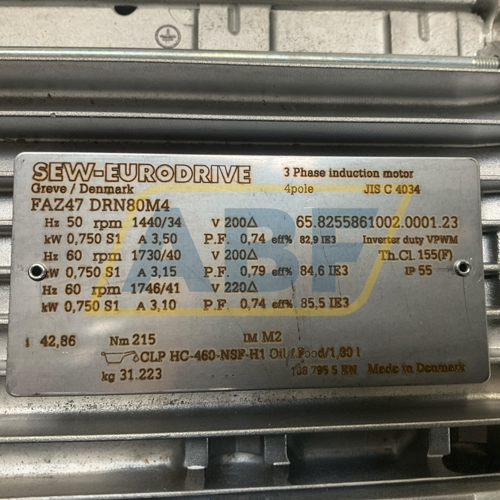 SEW-EURODRIVE 3 Phase induction motor
Greve / Denmark 4pole JIS C 4034
FAZ47 DRN80M4
Hz 50 rpm 1440/34 V 200△ 65.8255861002.0001.23
kW 0,750 S1 A 3,50 P.F. 0,74 eff% 82,9 IE3 Inverter duty VPWM
Hz 60 rpm 1730/40 V 200△ Th.Cl. 155(F)
kW 0,750 S1 A 3,15 P.F. 0,79 eff% 84,6 IE3 IP 55
Hz 60 rpm 1746/41 V 220△
kW 0,750 S1 A 3,10 P.F. 0,74 eff% 85,5 IE3
i 42,86 Nm 215 IM M2
CLP HC-460-NSF-H1 Oil / Food/1,80 l
kg 31.223 Made in Denmark
ABF